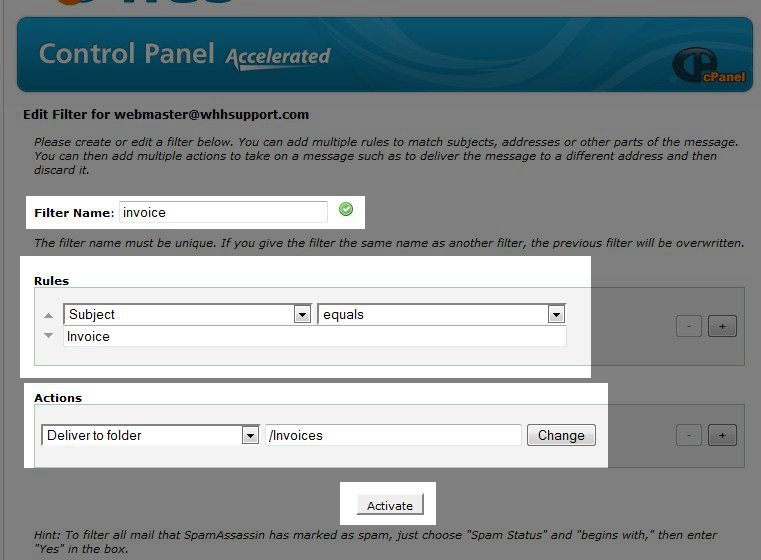 Control Panel Accelerated
cPanel
Edit Filter for webmaster@whhsupport.com
Please create or edit a filter below. You can add multiple rules to match subjects, addresses or other parts of the message.
You can then add multiple actions to take on a message such as to deliver the message to a different address and then
discard it.
Filter Name: invoice
The filter name must be unique. If you give the filter the same name as another filter, the previous filter will be overwritten.
Rules
Subject equals
- +
Invoice
Actions
Deliver to folder /Invoices Change - +
Activate
Hint: To filter all mail that SpamAssassin has marked as spam, just choose "Spam Status" and "begins with," then enter
"Yes" in the box.